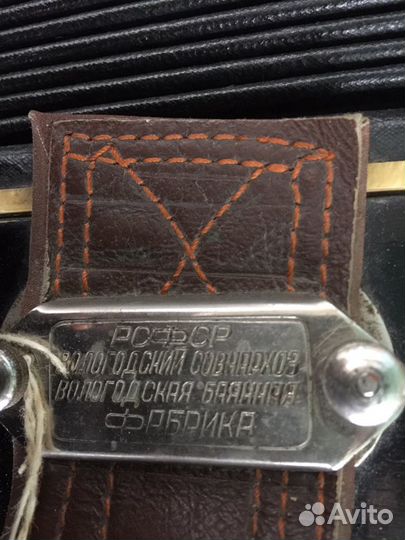 РСФСР
ВОЛОГОДСКИЙ СОВНАРХОЗ
ВОЛОГОДСКАЯ БАЯННАЯ
ФАБРИКА
Avito